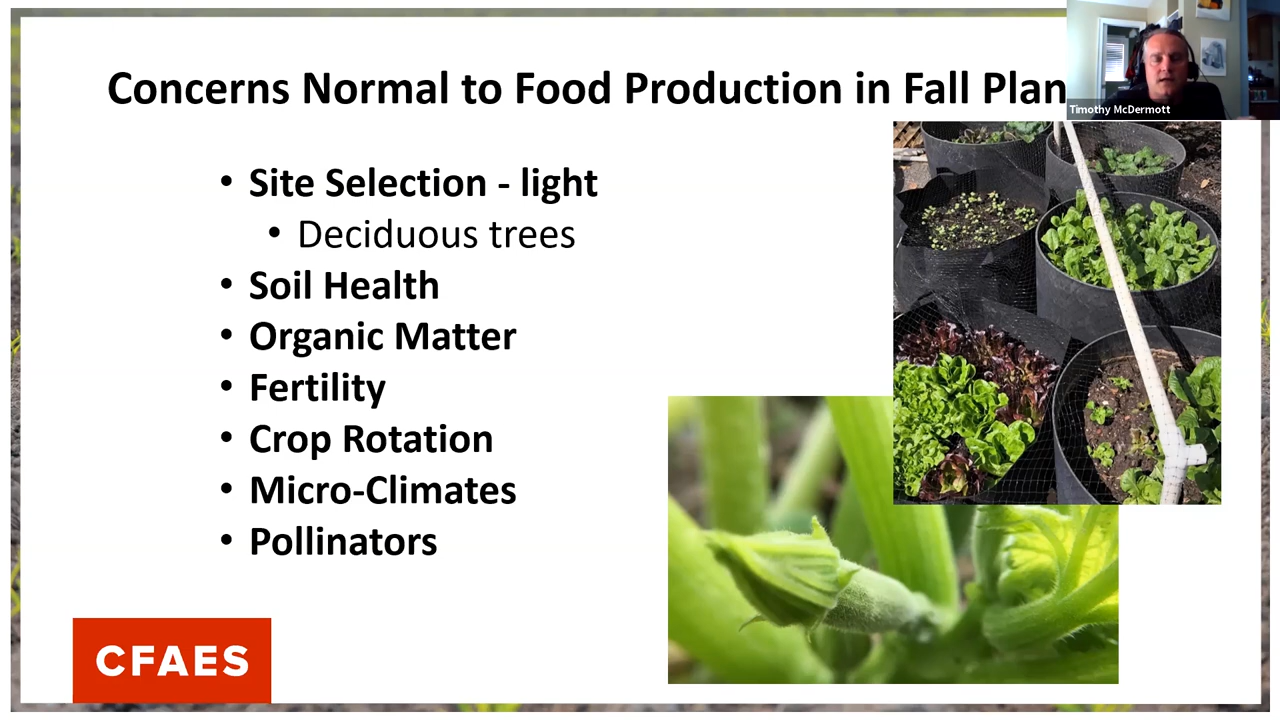 Concerns Normal to Food Production in Fall Plan
Timothy McDermott
• Site Selection - light
• Deciduous trees
• Soil Health
• Organic Matter
• Fertility
• Crop Rotation
• Micro-Climates
• Pollinators
CFAES